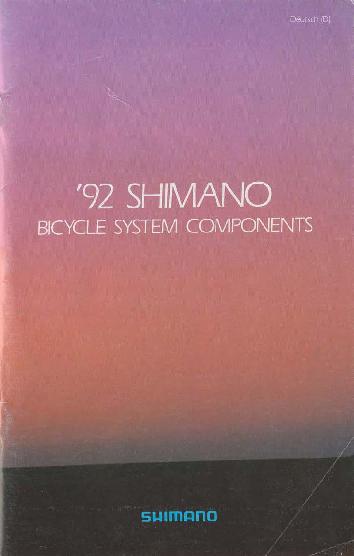 Deutsch (D)
'92 SHIMANO
BICYCLE SYSTEM COMPONENTS
SHIMANO